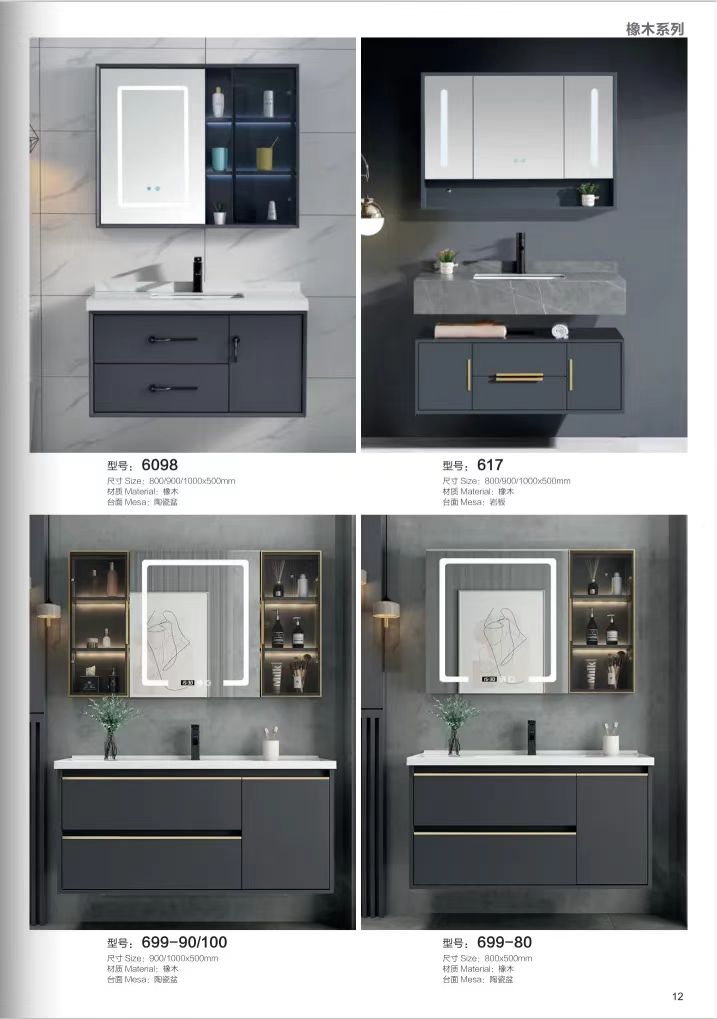 橡木系列
型号：6098
尺寸 Size：800/900/1000x500mm
材质 Material：橡木
台面 Mesa：陶瓷盆
型号：617
尺寸 Size：800/900/1000x500mm
材质 Material：橡木
台面 Mesa：岩板
型号：699-90/100
尺寸 Size：900/1000x500mm
材质 Material：橡木
台面 Mesa：陶瓷盆
型号：699-80
尺寸 Size：800x500mm
材质 Material：橡木
台面 Mesa：陶瓷盆
12